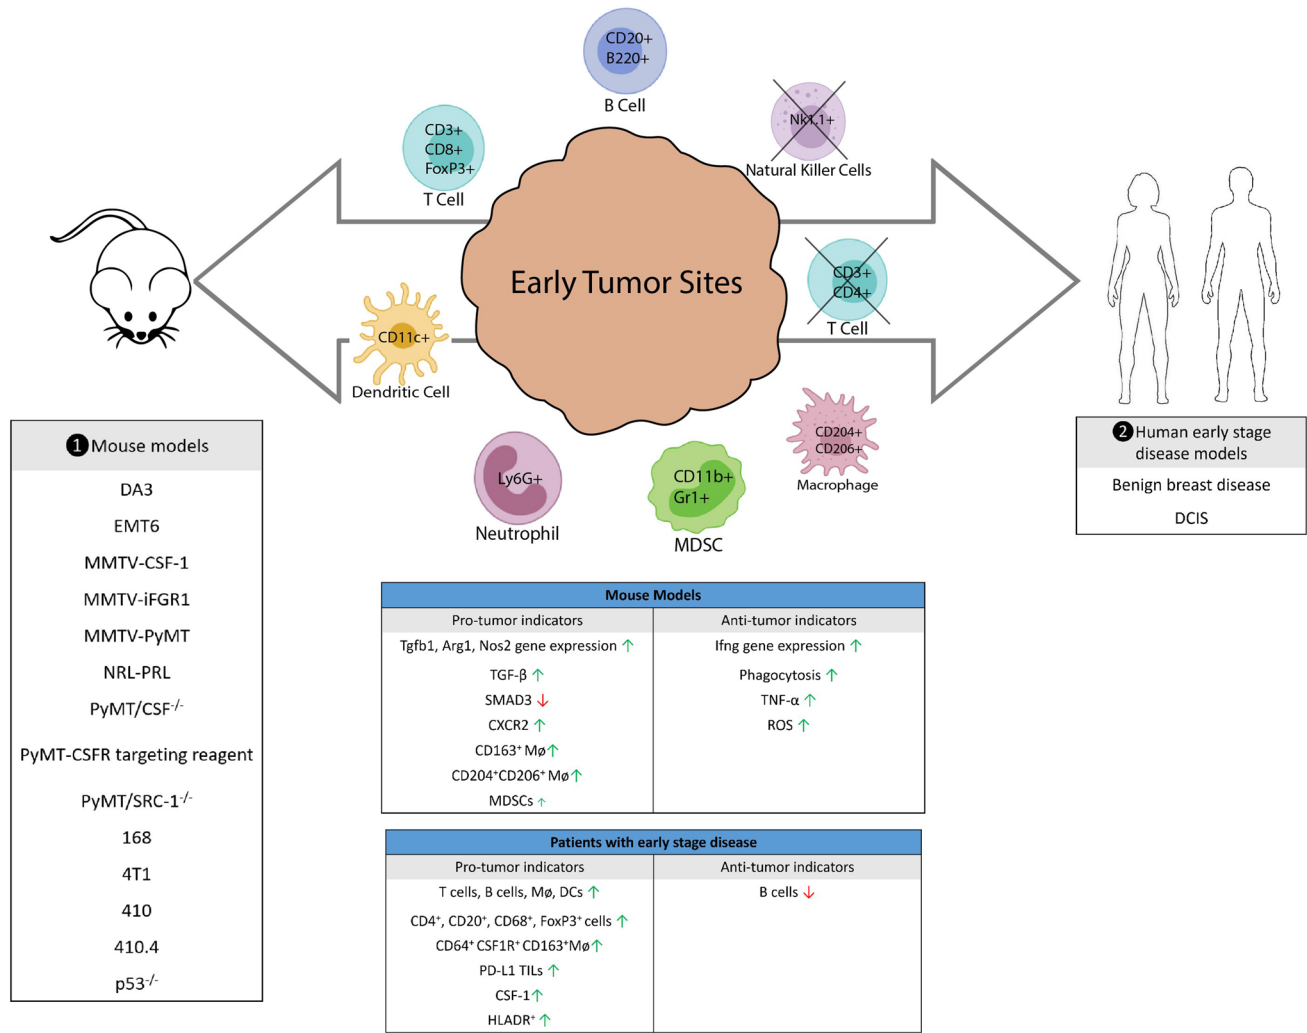 CD20+
B220+
B Cell
CD3+
CD8+
FoxP3+
T Cell
Nk1.1+
Natural Killer Cells
Early Tumor Sites
CD3+
CD4+
T Cell
CD11c+
Dendritic Cell
CD204+
CD206+
Macrophage
Ly6G+
Neutrophil
CD11b+
Gr1+
MDSC
1 Mouse models
DA3
EMT6
MMTV-CSF-1
MMTV-iFGR1
MMTV-PyMT
NRL-PRL
PyMT/CSF-/-
PyMT-CSFR targeting reagent
PyMT/SRC-1-/-
168
4T1
410
410.4
p53-/-
2 Human early stage
disease models
Benign breast disease
DCIS
Mouse Models
Pro-tumor indicators
Tgfb1, Arg1, Nos2 gene expression ↑
TGF-β ↑
SMAD3 ↓
CXCR2 ↑
CD163+ Mø↑
CD204+CD206+ Mø ↑
MDSCs ↑
Anti-tumor indicators
Ifng gene expression ↑
Phagocytosis ↑
TNF-α ↑
ROS ↑
Patients with early stage disease
Pro-tumor indicators
T cells, B cells, Mø, DCs ↑
CD4+, CD20+, CD68+, FoxP3+ cells ↑
CD64+ CSF1R+ CD163+Mø↑
PD-L1 TILs ↑
CSF-1↑
HLADR+ ↑
Anti-tumor indicators
B cells ↓